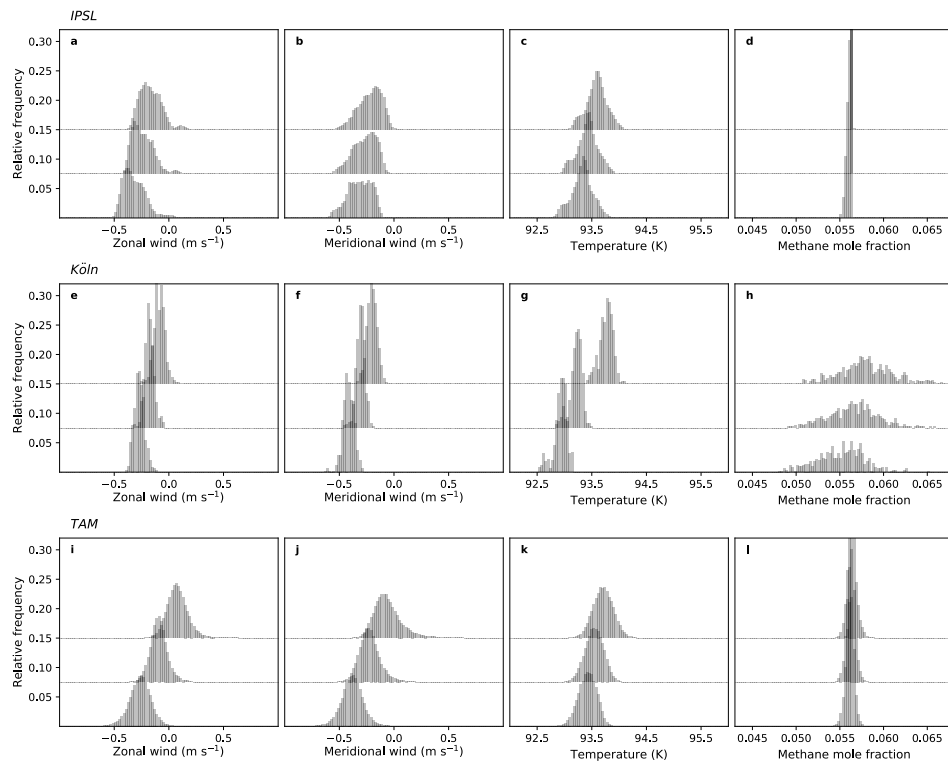 IPSL
a b c d
Relative frequency
0.30
0.25
0.20
0.15
0.10
0.05
−0.5 0.0 0.5 −0.5 0.0 0.5 92.5 93.5 94.5 95.5 0.045 0.050 0.055 0.060 0.065
Zonal wind (m s⁻¹) Meridional wind (m s⁻¹) Temperature (K) Methane mole fraction
Köln
e f g h
Relative frequency
0.30
0.25
0.20
0.15
0.10
0.05
−0.5 0.0 0.5 −0.5 0.0 0.5 92.5 93.5 94.5 95.5 0.045 0.050 0.055 0.060 0.065
Zonal wind (m s⁻¹) Meridional wind (m s⁻¹) Temperature (K) Methane mole fraction
TAM
i j k l
Relative frequency
0.30
0.25
0.20
0.15
0.10
0.05
−0.5 0.0 0.5 −0.5 0.0 0.5 92.5 93.5 94.5 95.5 0.045 0.050 0.055 0.060 0.065
Zonal wind (m s⁻¹) Meridional wind (m s⁻¹) Temperature (K) Methane mole fraction